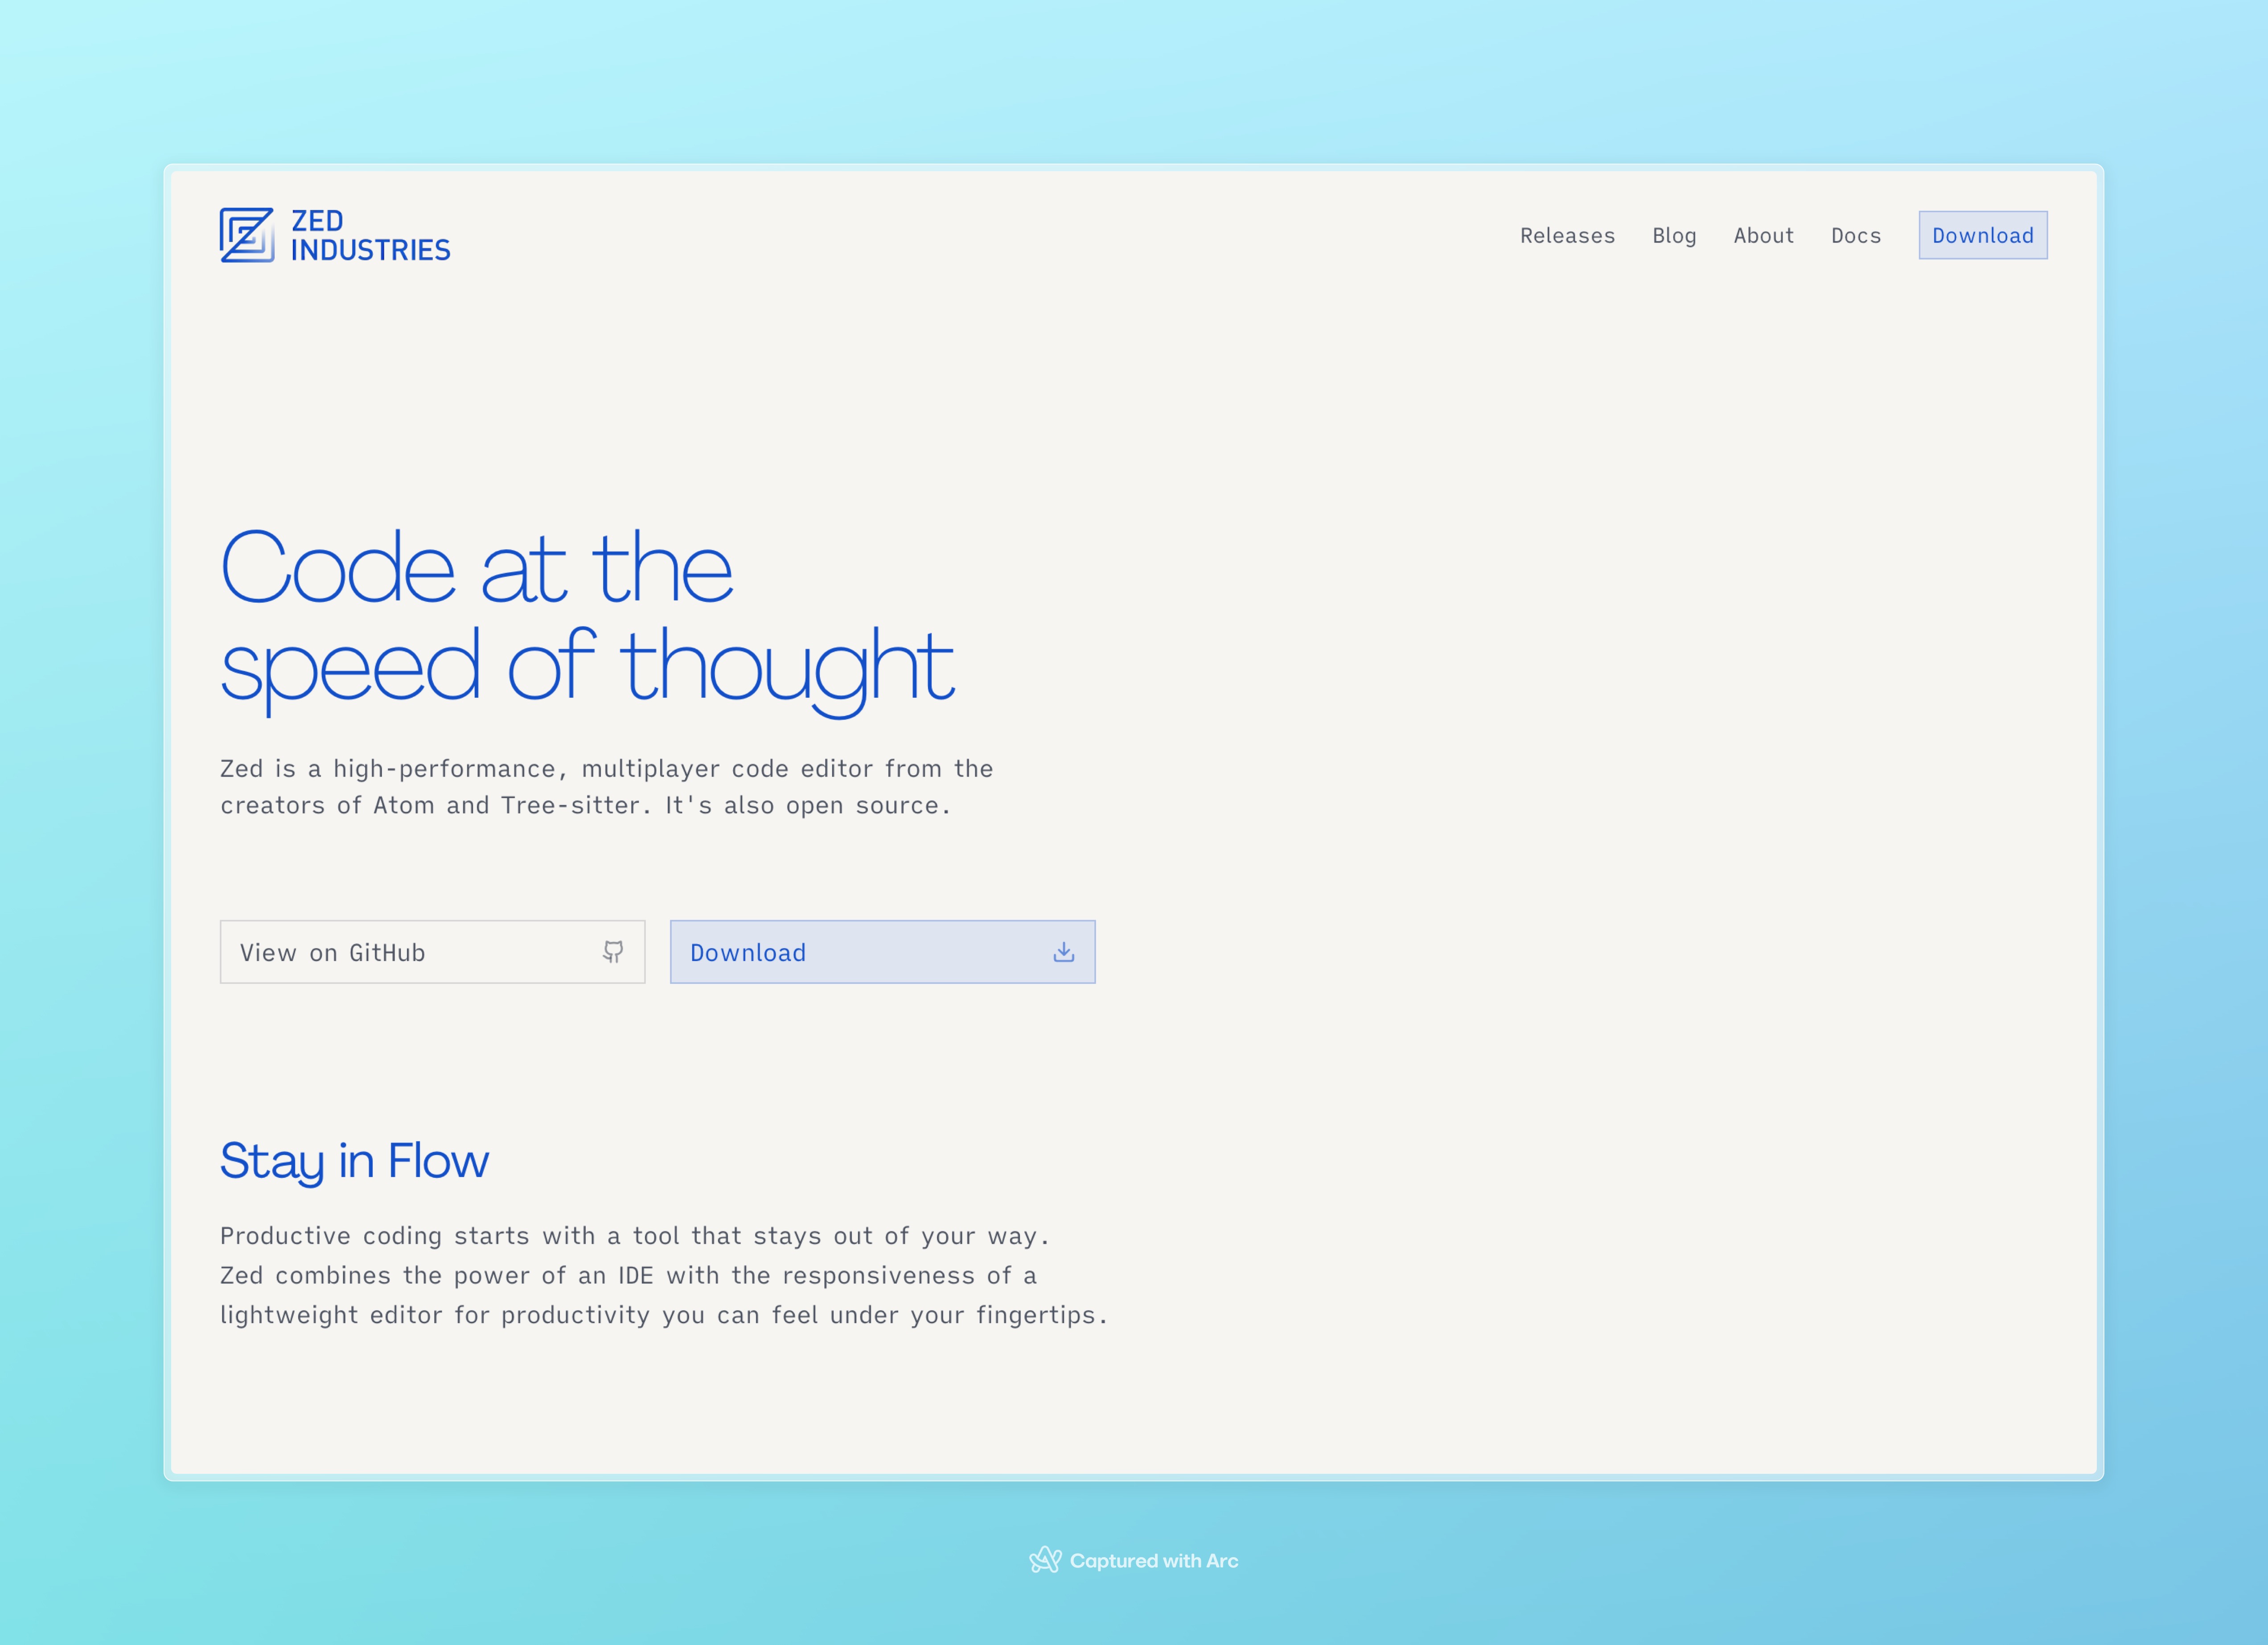 ZED
INDUSTRIES
Releases
Blog
About
Docs
Download
Code at the
speed of thought
Zed is a high-performance, multiplayer code editor from the
creators of Atom and Tree-sitter. It's also open source.
View on GitHub
Download
Stay in Flow
Productive coding starts with a tool that stays out of your way.
Zed combines the power of an IDE with the responsiveness of a
lightweight editor for productivity you can feel under your fingertips.
Captured with Arc